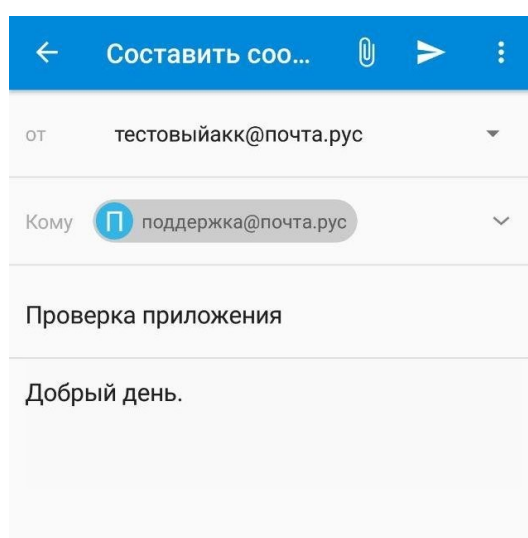 Составить соо...
от тестовыйакк@почта.рус
Кому П поддержка@почта.рус
Проверка приложения
Добрый день.